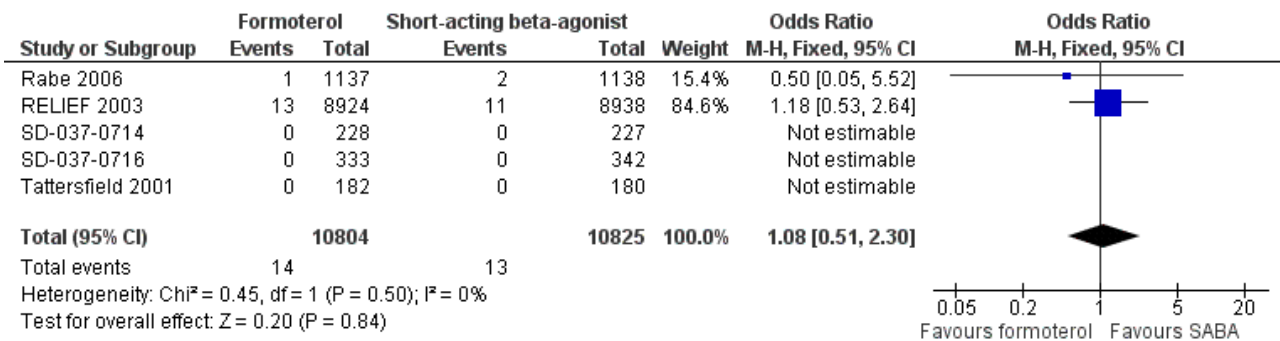 Formoterol Short-acting beta-agonist Odds Ratio Odds Ratio
Study or Subgroup Events Total Events Total Weight M-H, Fixed, 95% CI M-H, Fixed, 95% CI
Rabe 2006 1 1137 2 1138 15.4% 0.50 [0.05, 5.52]
RELIEF 2003 13 8924 11 8938 84.6% 1.18 [0.53, 2.64]
SD-037-0714 0 228 0 227 Not estimable
SD-037-0716 0 333 0 342 Not estimable
Tattersfield 2001 0 182 0 180 Not estimable
Total (95% CI) 10804 10825 100.0% 1.08 [0.51, 2.30]
Total events 14 13
Heterogeneity: Chi² = 0.45, df = 1 (P = 0.50); I² = 0%
Test for overall effect: Z = 0.20 (P = 0.84)
0.05 0.2 1 5 20
Favours formoterol Favours SABA